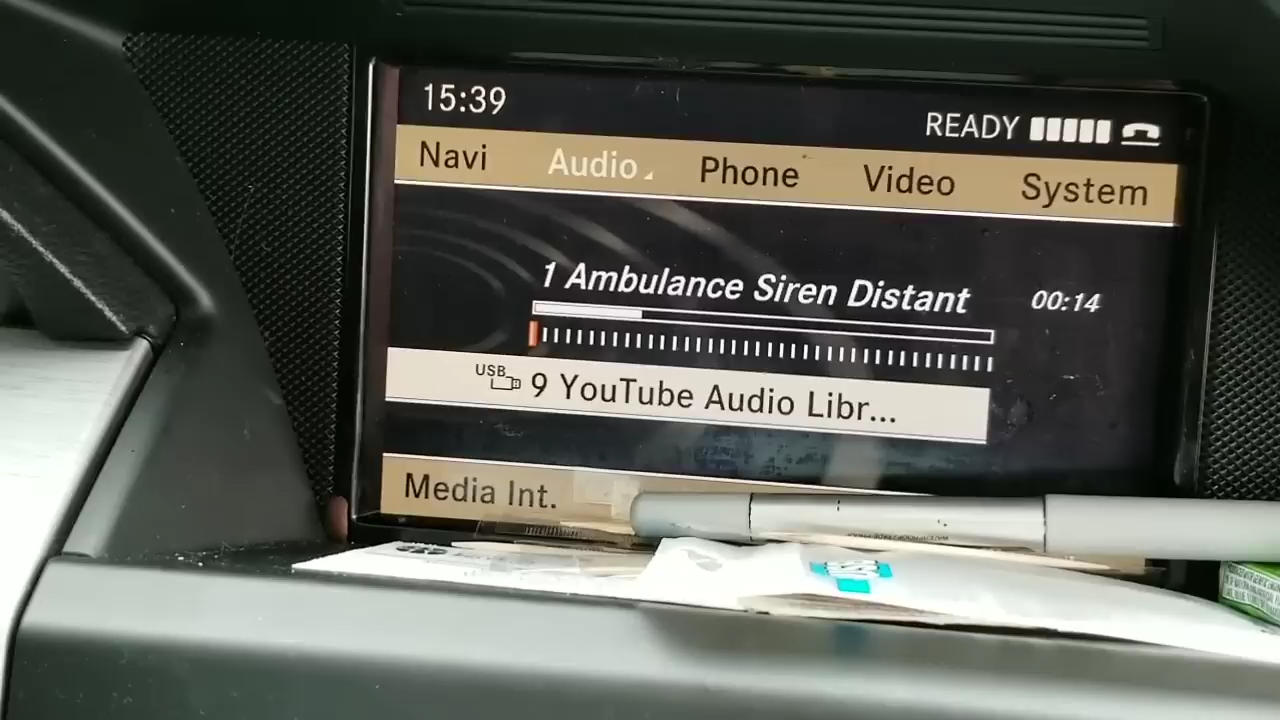 15:39
READY
Navi Audio Phone Video System
1 Ambulance Siren Distant 00:14
USB 9 YouTube Audio Libr...
Media Int.